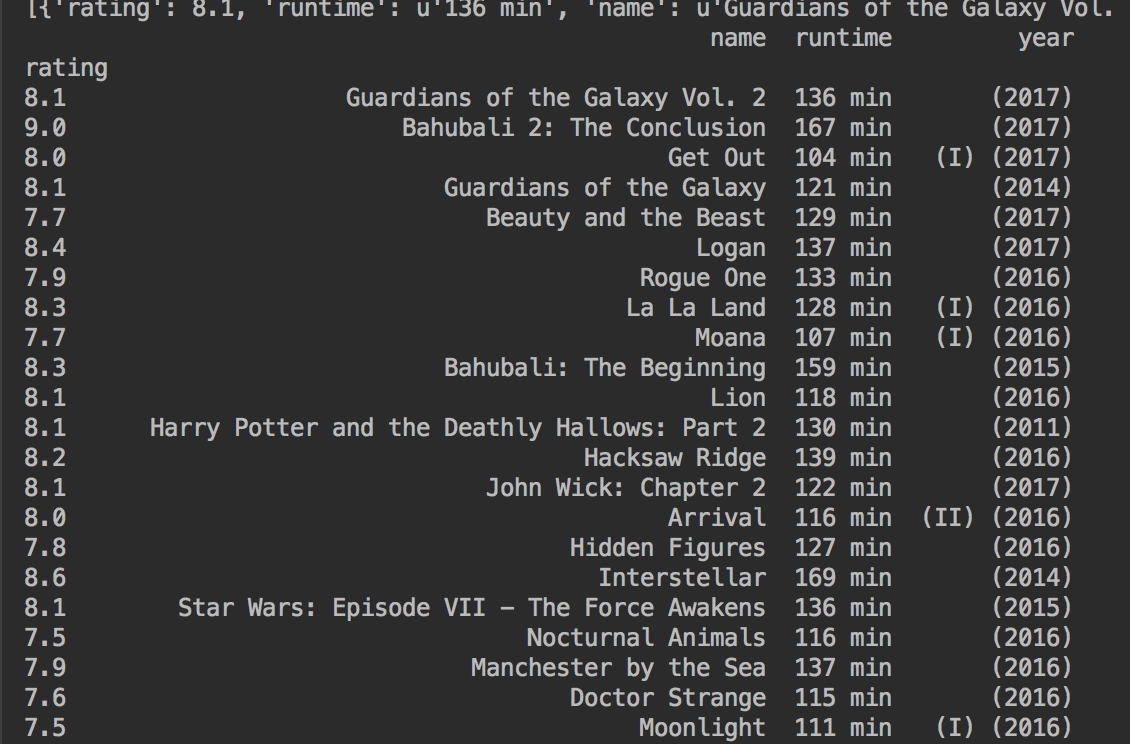 [{'rating': 8.1, 'runtime': u'136 min', 'name': u'Guardians of the Galaxy Vol.
name runtime year
rating
8.1 Guardians of the Galaxy Vol. 2 136 min (2017)
9.0 Bahubali 2: The Conclusion 167 min (2017)
8.0 Get Out 104 min (I) (2017)
8.1 Guardians of the Galaxy 121 min (2014)
7.7 Beauty and the Beast 129 min (2017)
8.4 Logan 137 min (2017)
7.9 Rogue One 133 min (2016)
8.3 La La Land 128 min (I) (2016)
7.7 Moana 107 min (I) (2016)
8.3 Bahubali: The Beginning 159 min (2015)
8.1 Lion 118 min (2016)
8.1 Harry Potter and the Deathly Hallows: Part 2 130 min (2011)
8.2 Hacksaw Ridge 139 min (2016)
8.1 John Wick: Chapter 2 122 min (2017)
8.0 Arrival 116 min (II) (2016)
7.8 Hidden Figures 127 min (2016)
8.6 Interstellar 169 min (2014)
8.1 Star Wars: Episode VII – The Force Awakens 136 min (2015)
7.5 Nocturnal Animals 116 min (2016)
7.9 Manchester by the Sea 137 min (2016)
7.6 Doctor Strange 115 min (2016)
7.5 Moonlight 111 min (I) (2016)